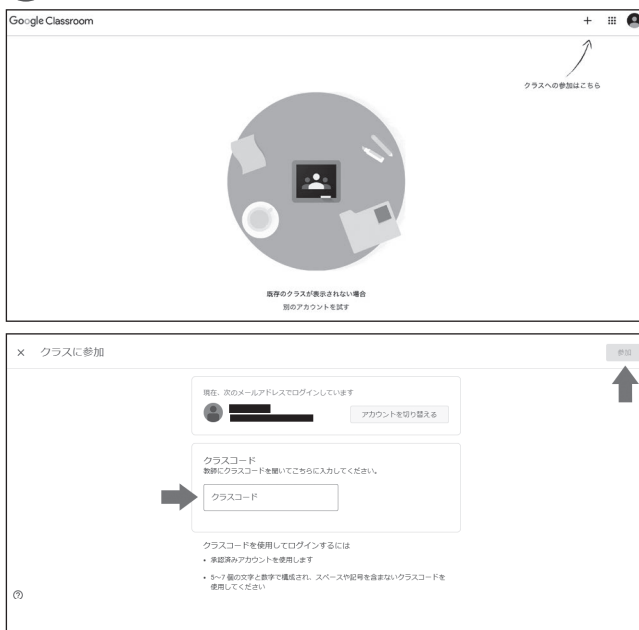 Google Classroom
クラスへの参加はこちら
既存のクラスが表示されない場合
別のアカウントを試す
× クラスに参加
参加
現在、次のメールアドレスでログインしています
アカウントを切り替える
クラスコード
教師にクラスコードを聞いてこちらに入力してください。
クラスコード
クラスコードを使用してログインするには
• 承認済みアカウントを使用します
• 5～7 個の文字と数字で構成され、スペースや記号を含まないクラスコードを
使用してください